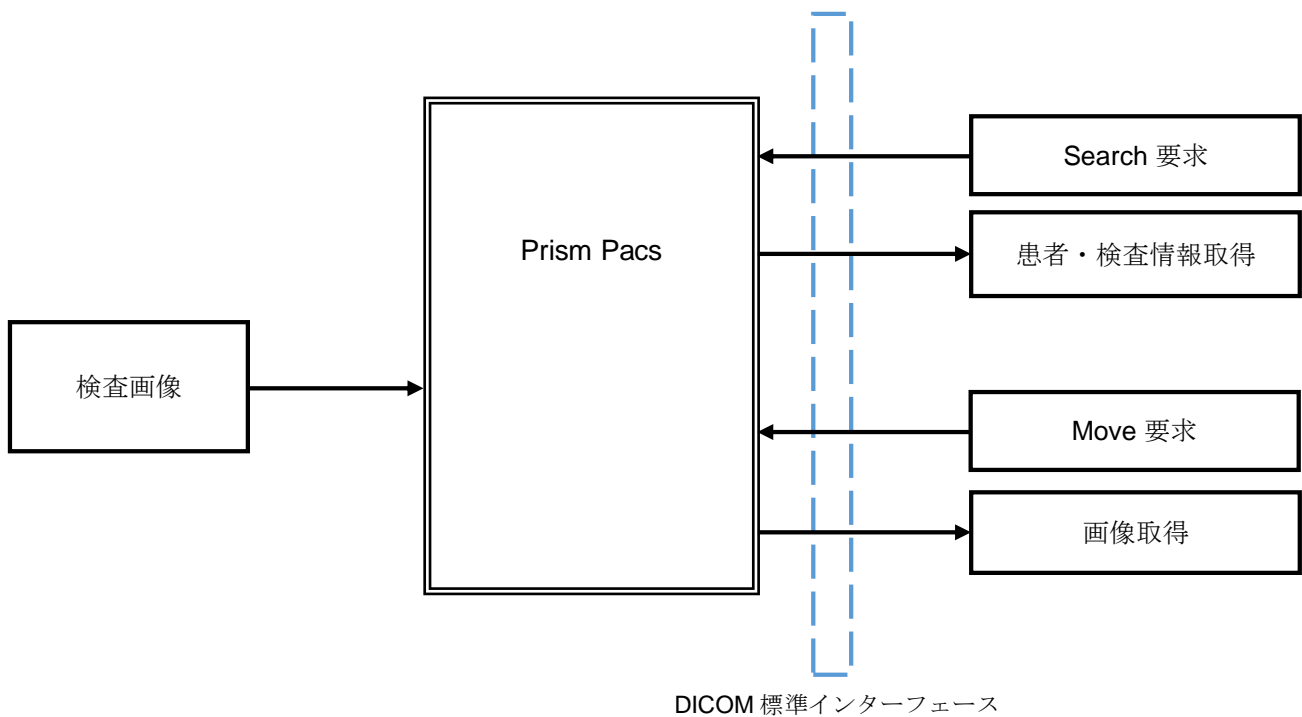 Search 要求
Prism Pacs
患者・検査情報取得
検査画像
Move 要求
画像取得
DICOM 標準インターフェース